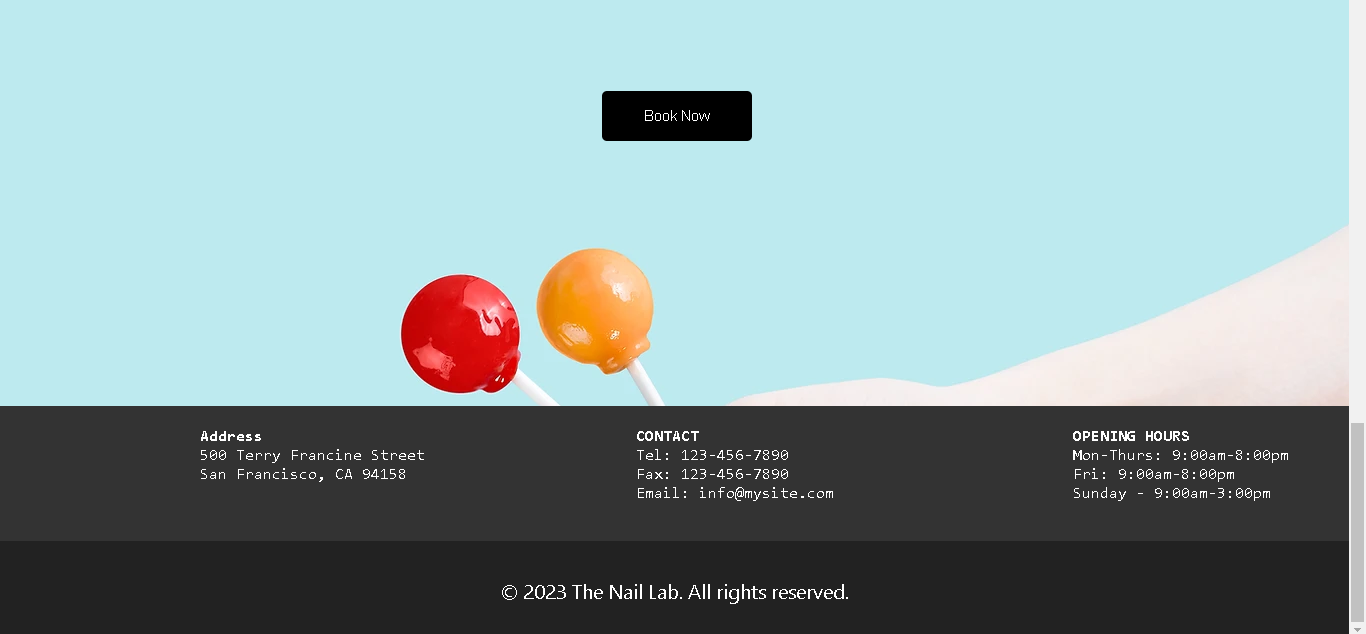 Book Now
Address
500 Terry Francine Street
San Francisco, CA 94158
CONTACT
Tel: 123-456-7890
Fax: 123-456-7890
Email: info@mysite.com
OPENING HOURS
Mon-Thurs: 9:00am-8:00pm
Fri: 9:00am-8:00pm
Sunday - 9:00am-3:00pm
© 2023 The Nail Lab. All rights reserved.